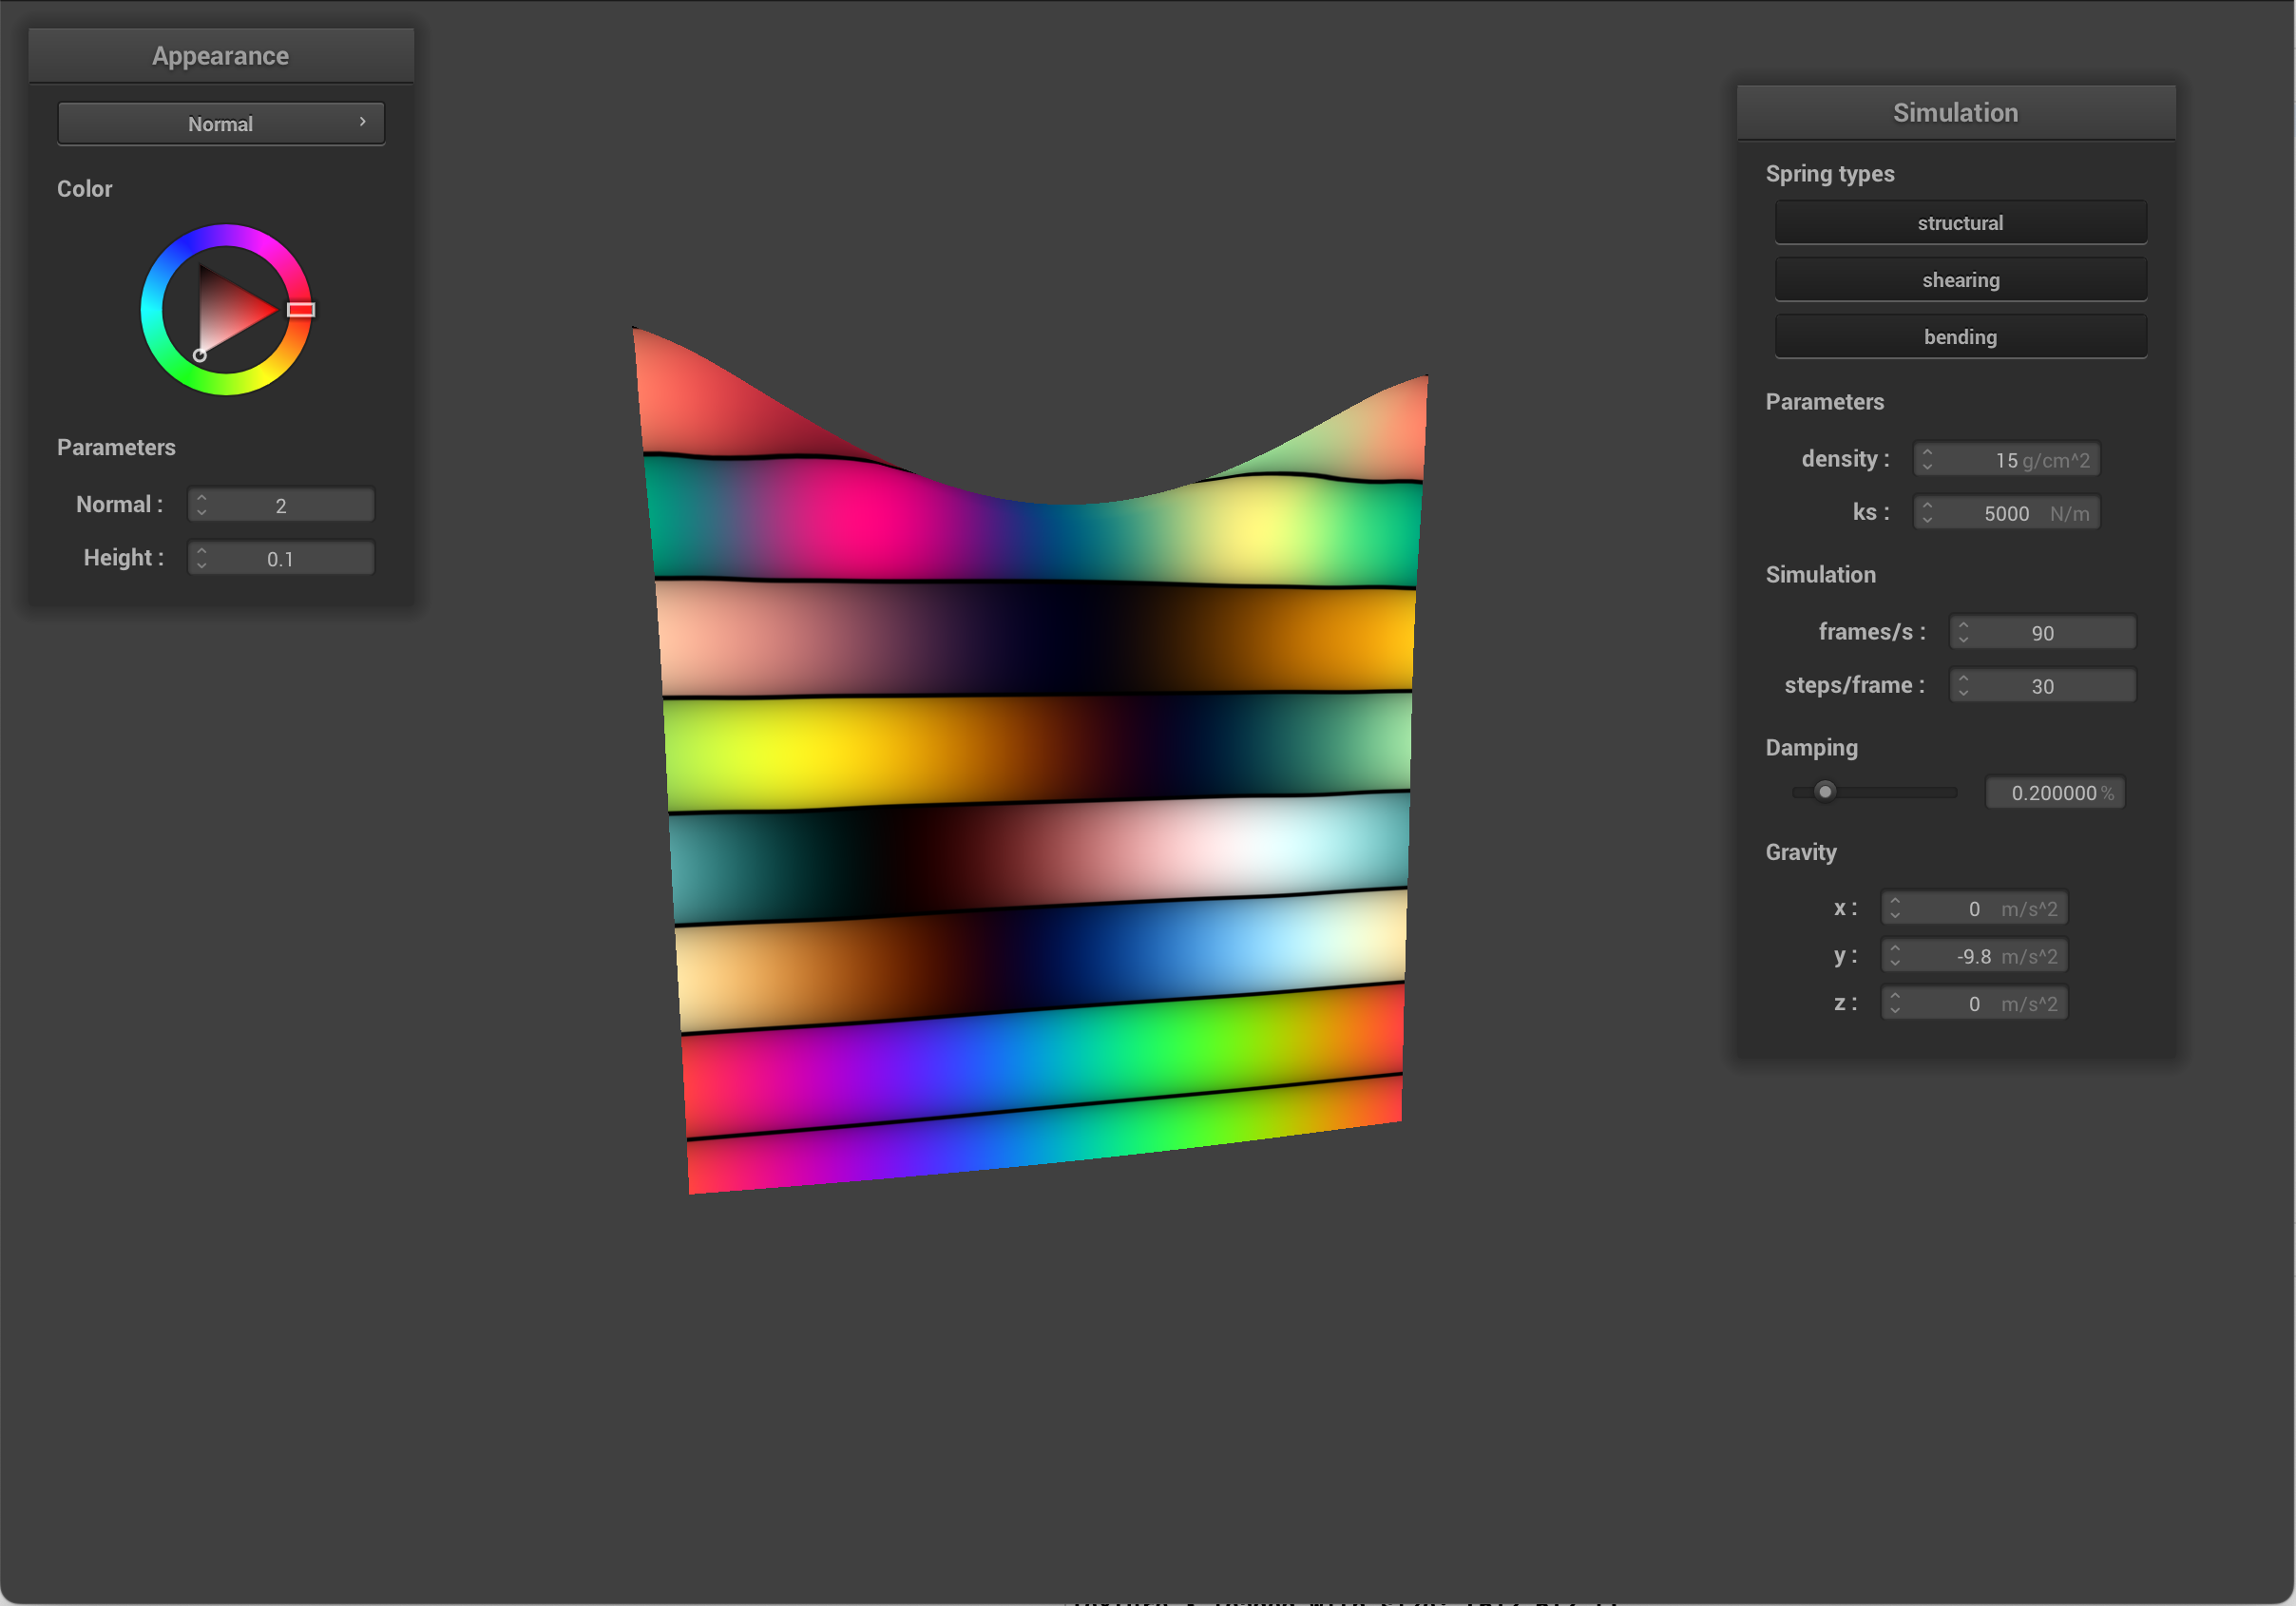 Appearance
Normal
Color
Parameters
Normal : 2
Height : 0.1
Simulation
Spring types
structural
shearing
bending
Parameters
density : 15 g/cm^2
ks : 5000 N/m
Simulation
frames/s : 90
steps/frame : 30
Damping
0.200000 %
Gravity
x : 0 m/s^2
y : -9.8 m/s^2
z : 0 m/s^2